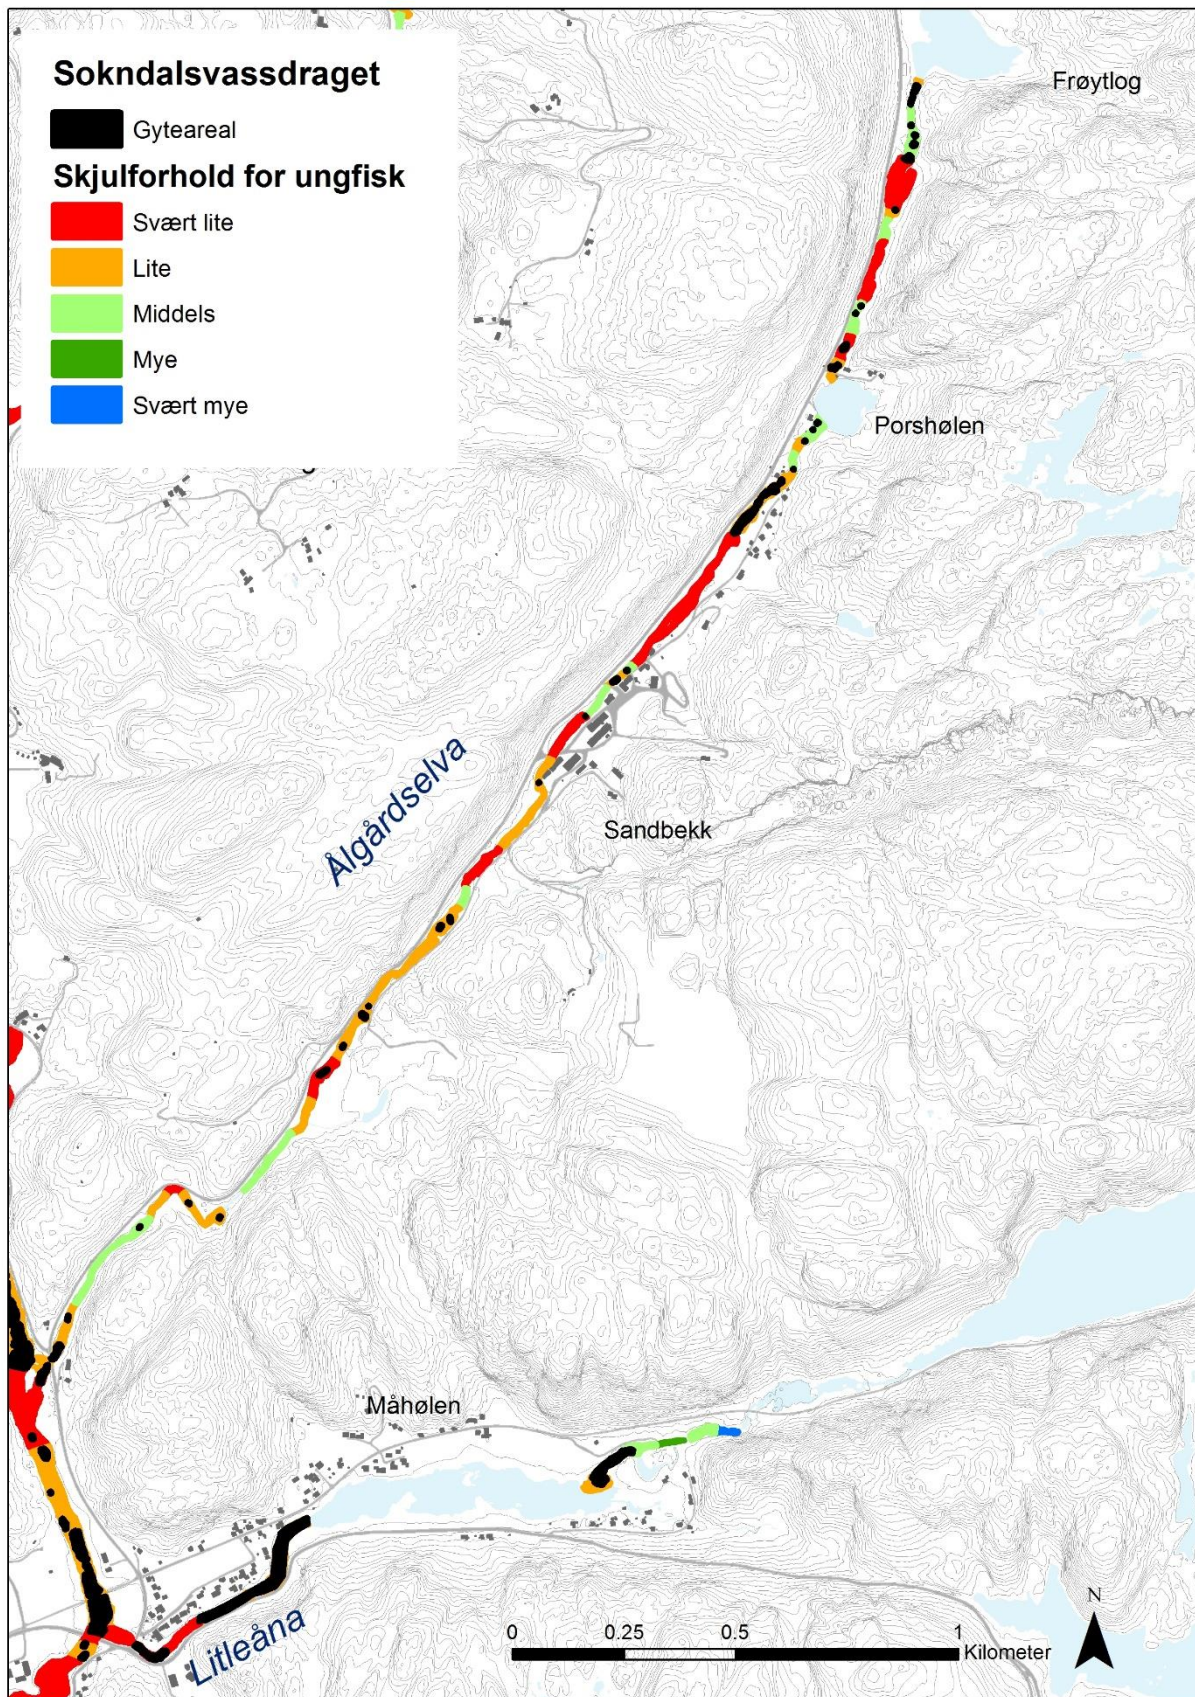 Sokndalsvassdraget
Gyteareal
Skjulforhold for ungfisk
Svært lite
Lite
Middels
Mye
Svært mye
Frøytlog
Porshølen
Ålgårdselva
Sandbekk
Måhølen
Litleåna
N
0 0.25 0.5 1
Kilometer